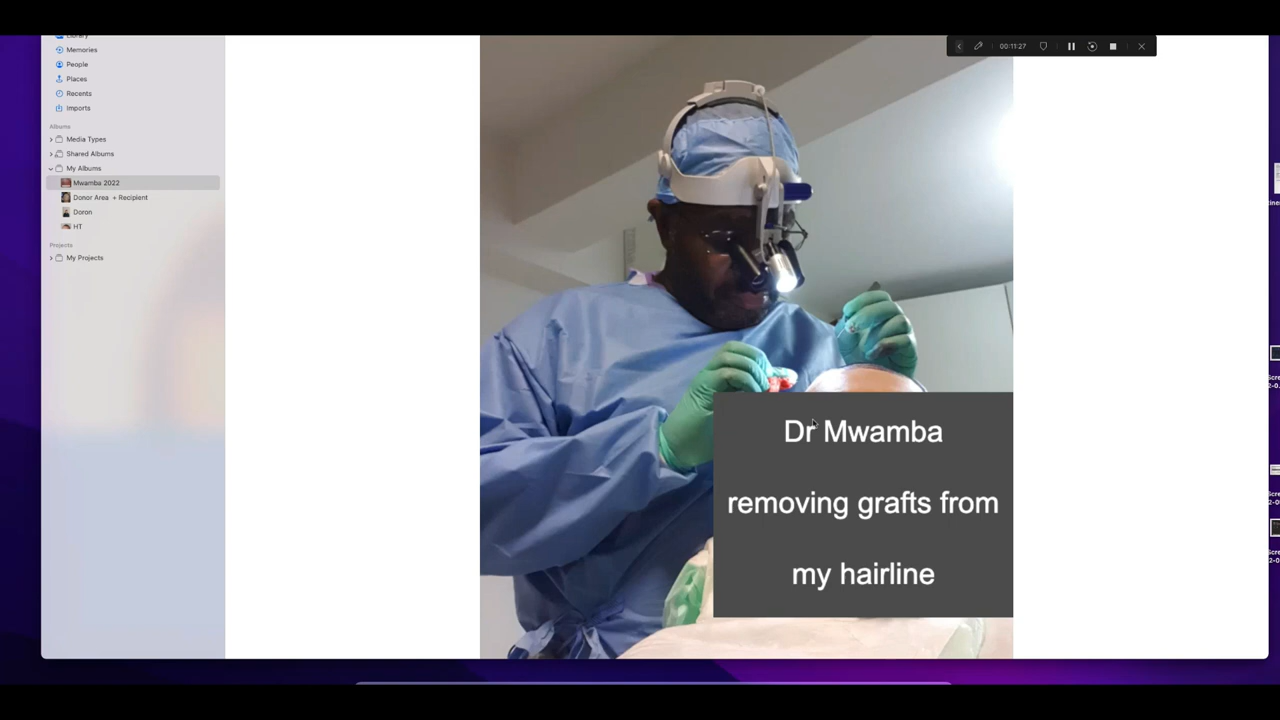 Library
Memories
People
Places
Recents
Imports
Albums
Media Types
Shared Albums
My Albums
Mwamba 2022
Donor Area + Recipient
Doron
HT
Projects
My Projects
00:11:27
Dr Mwamba
removing grafts from
my hairline